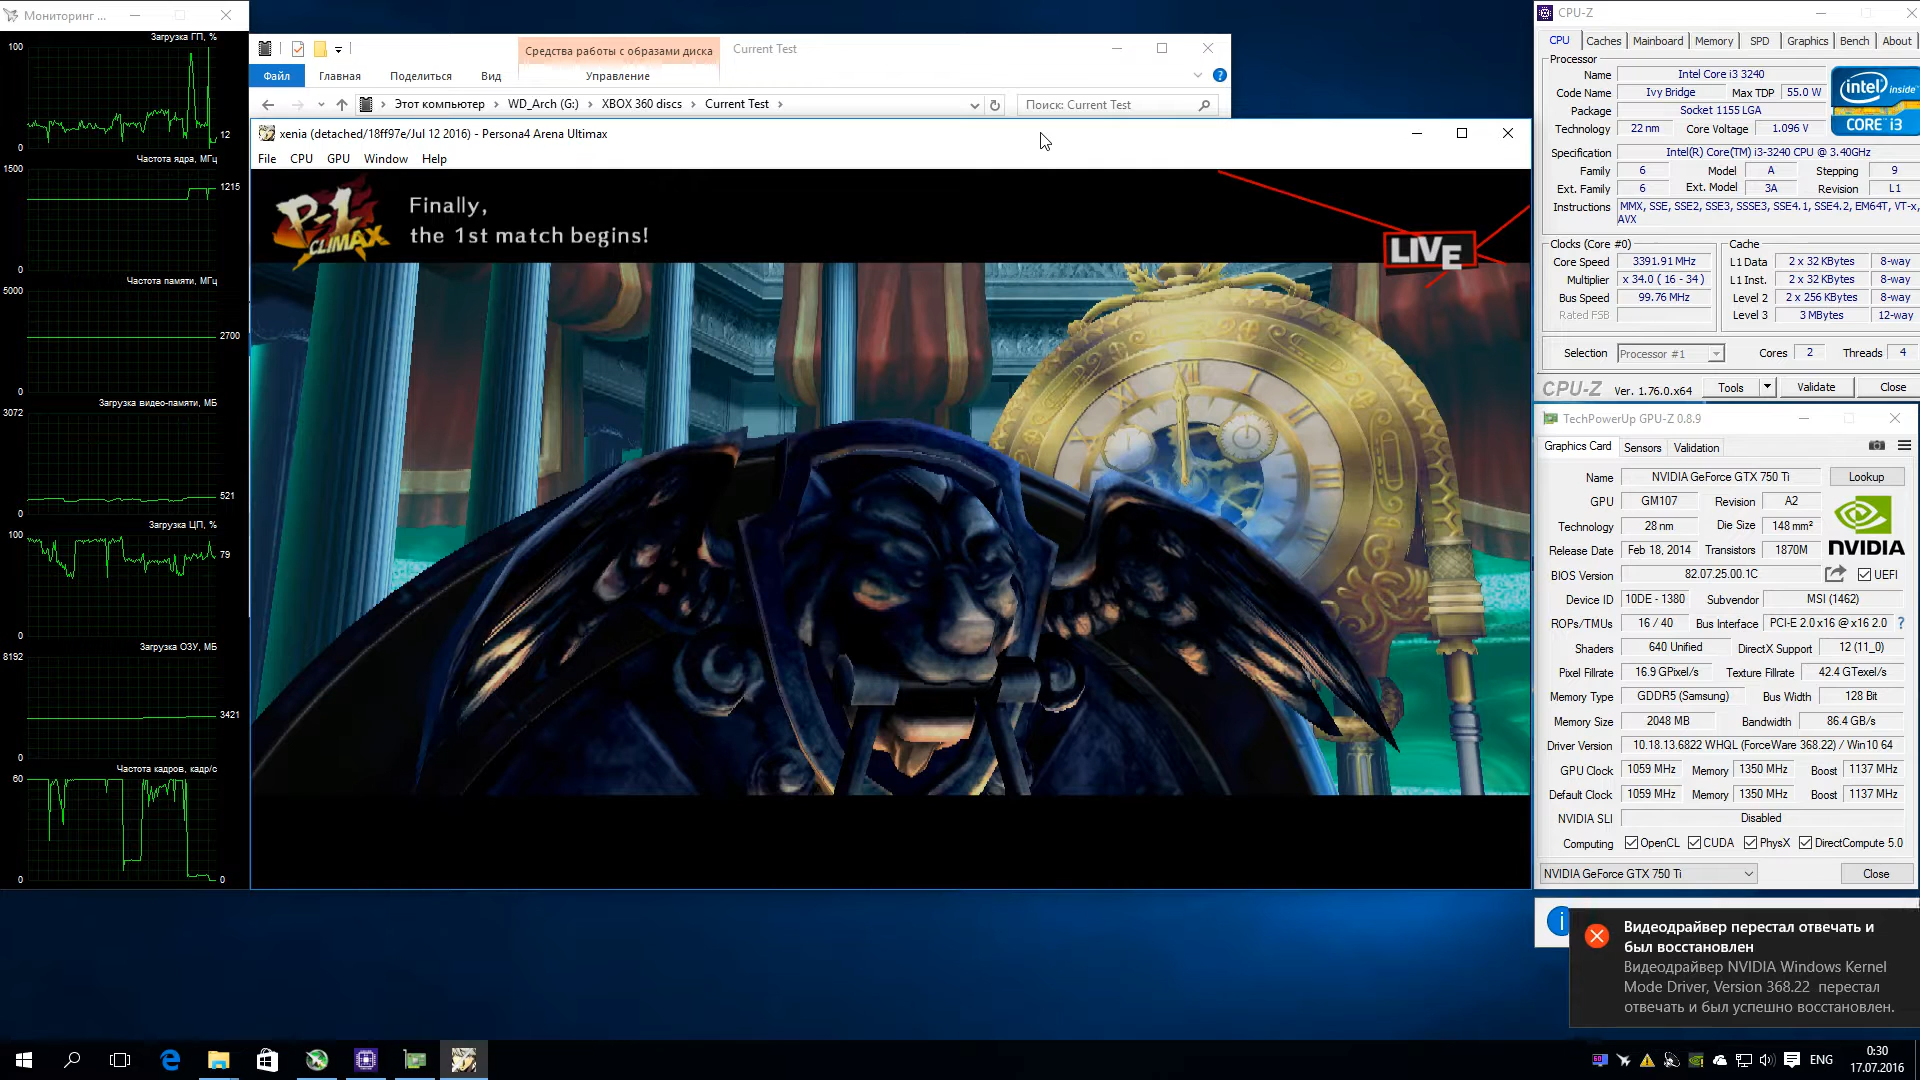 Мониторинг ...
Загрузка ГП, %
100
12
0
Частота ядра, МГц
1500
1215
0
Частота памяти, МГц
5000
2700
0
Загрузка видео-памяти, МБ
3072
521
0
Загрузка ЦП, %
100
79
0
Загрузка ОЗУ, МБ
8192
3421
0
Частота кадров, кадр/с
60
0
0
Средства работы с образами диска
Current Test
Файл
Главная
Поделиться
Вид
Управление
Этот компьютер
WD_Arch (G:)
XBOX 360 discs
Current Test
Поиск: Current Test
xenia (detached/18ff97e/Jul 12 2016) - Persona4 Arena Ultimax
File CPU GPU Window Help
P-1
CLIMAX
Finally,
the 1st match begins!
LIVE
CPU-Z
CPU Caches Mainboard Memory SPD Graphics Bench About
Processor
Name Intel Core i3 3240
Code Name Ivy Bridge Max TDP 55.0 W
Package Socket 1155 LGA
Technology 22 nm Core Voltage 1.096 V
intel inside™
CORE i3
Specification Intel(R) Core(TM) i3-3240 CPU @ 3.40GHz
Family 6 Model A Stepping 9
Ext. Family 6 Ext. Model 3A Revision L1
Instructions MMX, SSE, SSE2, SSE3, SSSE3, SSE4.1, SSE4.2, EM64T, VT-x,
AVX
Clocks (Core #0)
Core Speed 3391.91 MHz
Multiplier x 34.0 ( 16 - 34 )
Bus Speed 99.76 MHz
Rated FSB
Cache
L1 Data 2 x 32 KBytes 8-way
L1 Inst. 2 x 32 KBytes 8-way
Level 2 2 x 256 KBytes 8-way
Level 3 3 MBytes 12-way
Selection Processor #1 Cores 2 Threads 4
CPU-Z Ver. 1.76.0.x64 Tools Validate Close
TechPowerUp GPU-Z 0.8.9
Graphics Card Sensors Validation
Name NVIDIA GeForce GTX 750 Ti Lookup
GPU GM107 Revision A2
Technology 28 nm Die Size 148 mm²
Release Date Feb 18, 2014 Transistors 1870M
NVIDIA
BIOS Version 82.07.25.00.1C UEFI
Device ID 10DE - 1380 Subvendor MSI (1462)
ROPs/TMUs 16 / 40 Bus Interface PCI-E 2.0 x16 @ x16 2.0 ?
Shaders 640 Unified DirectX Support 12 (11_0)
Pixel Fillrate 16.9 GPixel/s Texture Fillrate 42.4 GTexel/s
Memory Type GDDR5 (Samsung) Bus Width 128 Bit
Memory Size 2048 MB Bandwidth 86.4 GB/s
Driver Version 10.18.13.6822 WHQL (ForceWare 368.22) / Win10 64
GPU Clock 1059 MHz Memory 1350 MHz Boost 1137 MHz
Default Clock 1059 MHz Memory 1350 MHz Boost 1137 MHz
NVIDIA SLI Disabled
Computing OpenCL CUDA PhysX DirectCompute 5.0
NVIDIA GeForce GTX 750 Ti Close
Видеодрайвер перестал отвечать и
был восстановлен
Видеодрайвер NVIDIA Windows Kernel
Mode Driver, Version 368.22 перестал
отвечать и был успешно восстановлен.
60
ENG
0:30
17.07.2016